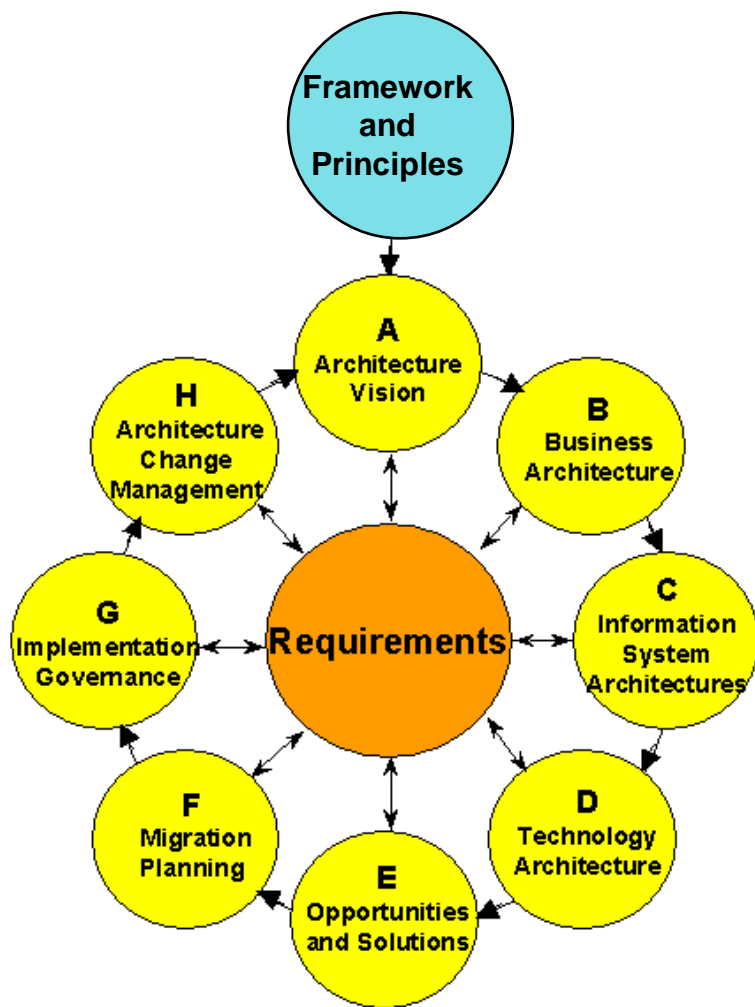 Framework
and
Principles
A
Architecture
Vision
B
Business
Architecture
C
Information
System
Architectures
D
Technology
Architecture
E
Opportunities
and Solutions
F
Migration
Planning
G
Implementation
Governance
H
Architecture
Change
Management
Requirements